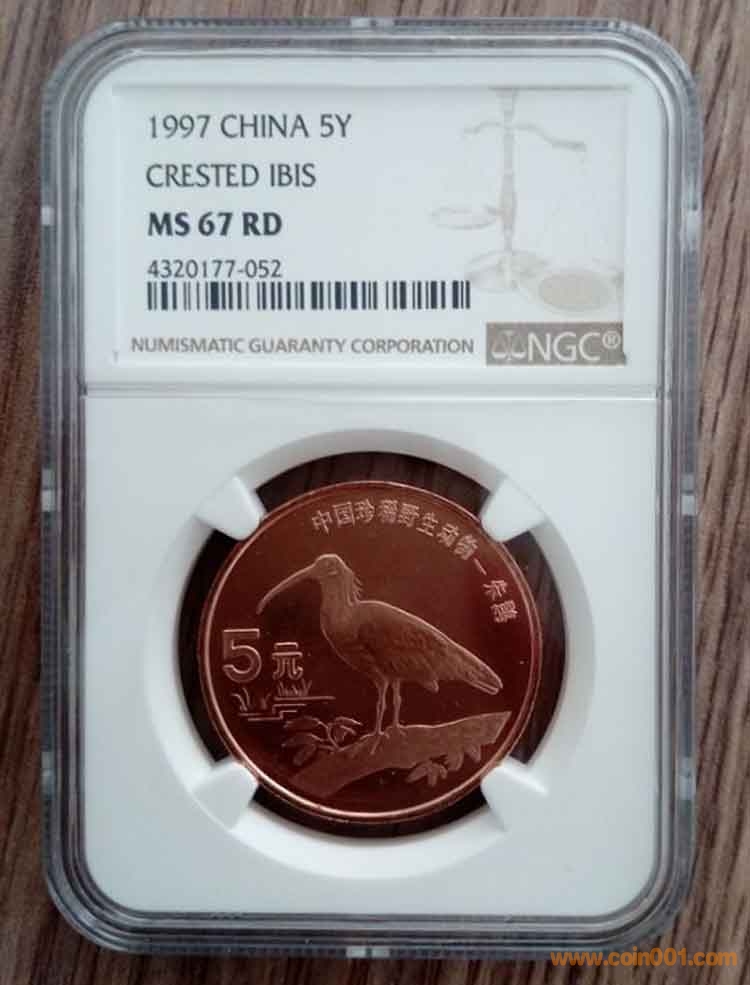 1997 CHINA 5Y
CRESTED IBIS
MS 67 RD
4320177-052
NUMISMATIC GUARANTY CORPORATION
NGC®
中国珍稀野生动物—朱鹮
5元
www.coin001.com